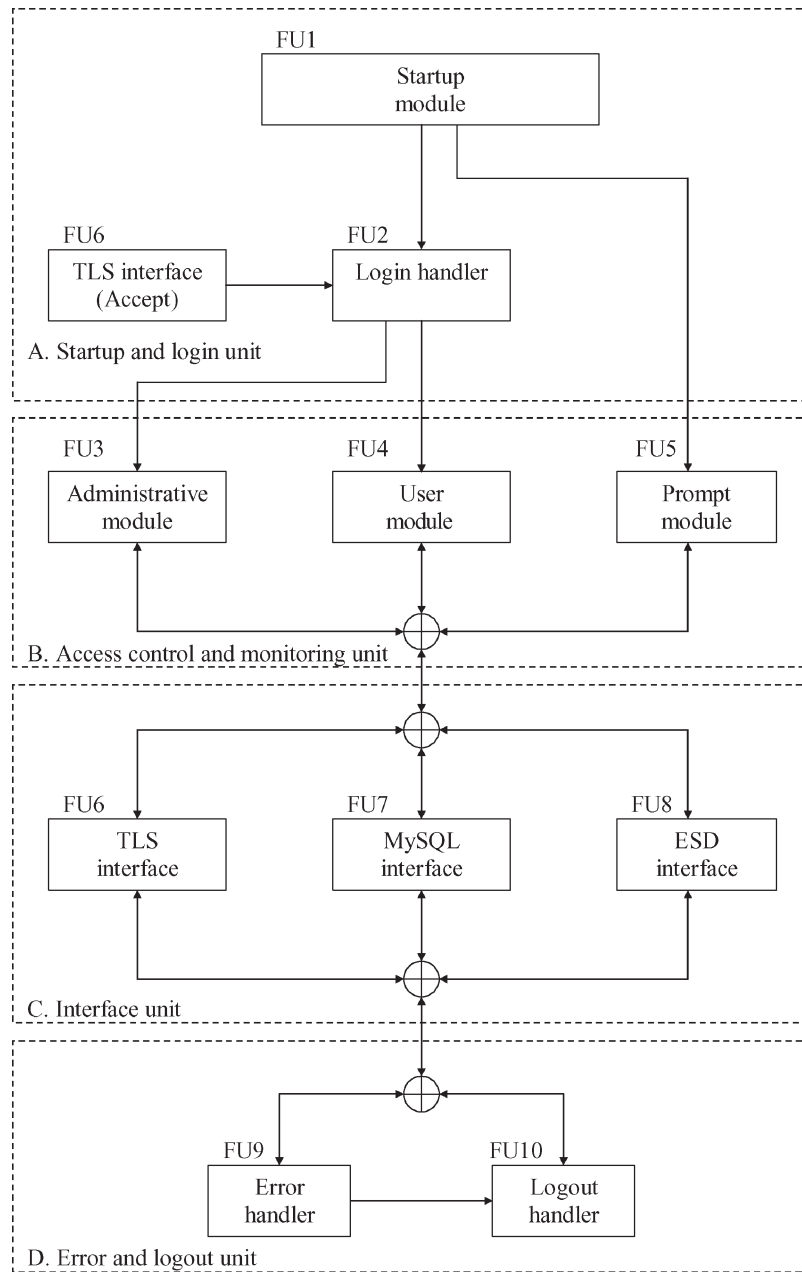 FU1
Startup
module
FU6
TLS interface
(Accept)
FU2
Login handler
A. Startup and login unit
FU3
Administrative
module
FU4
User
module
FU5
Prompt
module
B. Access control and monitoring unit
FU6
TLS
interface
FU7
MySQL
interface
FU8
ESD
interface
C. Interface unit
FU9
Error
handler
FU10
Logout
handler
D. Error and logout unit